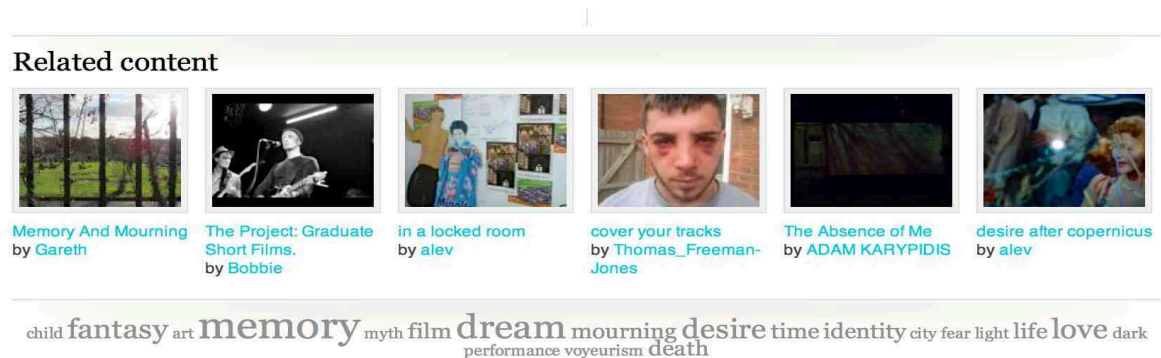 Related content
Memory And Mourning
by Gareth
The Project: Graduate
Short Films.
by Bobbie
in a locked room
by alev
cover your tracks
by Thomas_Freeman-
Jones
The Absence of Me
by ADAM KARYPIDIS
desire after copernicus
by alev
child fantasy art memory myth film dream mourning desire time identity city fear light life love dark
performance voyeurism death